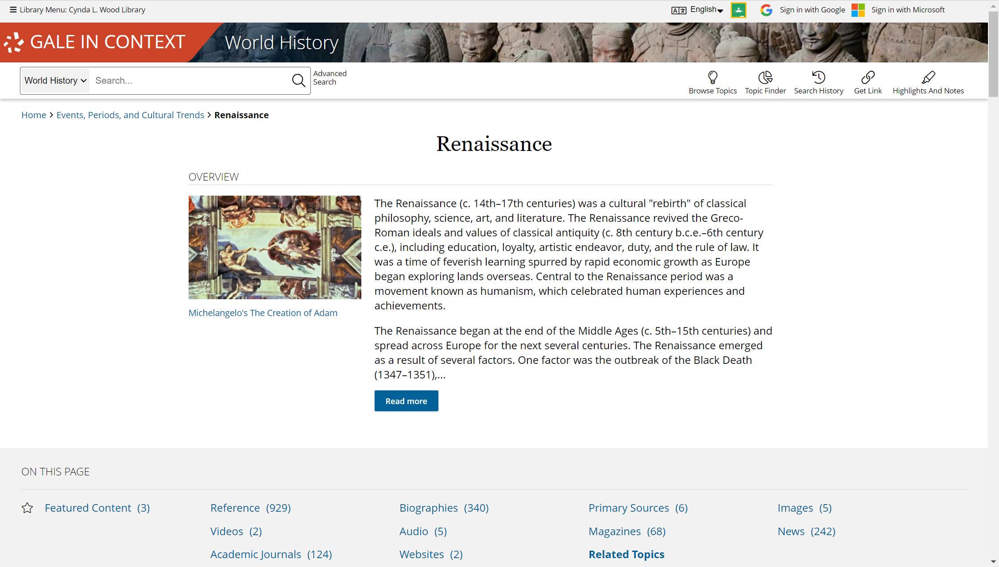 Library Menu: Cynda L. Wood Library
English
Sign in with Google
Sign in with Microsoft
GALE IN CONTEXT
World History
World History
Search...
Advanced
Search
Browse Topics
Topic Finder
Search History
Get Link
Highlights And Notes
Home > Events, Periods, and Cultural Trends > Renaissance
Renaissance
OVERVIEW
Michelangelo's The Creation of Adam
The Renaissance (c. 14th–17th centuries) was a cultural "rebirth" of classical
philosophy, science, art, and literature. The Renaissance revived the Greco-
Roman ideals and values of classical antiquity (c. 8th century b.c.e.–6th century
c.e.), including education, loyalty, artistic endeavor, duty, and the rule of law. It
was a time of feverish learning spurred by rapid economic growth as Europe
began exploring lands overseas. Central to the Renaissance period was a
movement known as humanism, which celebrated human experiences and
achievements.
The Renaissance began at the end of the Middle Ages (c. 5th–15th centuries) and
spread across Europe for the next several centuries. The Renaissance emerged
as a result of several factors. One factor was the outbreak of the Black Death
(1347–1351),...
Read more
ON THIS PAGE
Featured Content (3)
Reference (929)
Biographies (340)
Primary Sources (6)
Images (5)
Videos (2)
Audio (5)
Magazines (68)
News (242)
Academic Journals (124)
Websites (2)
Related Topics